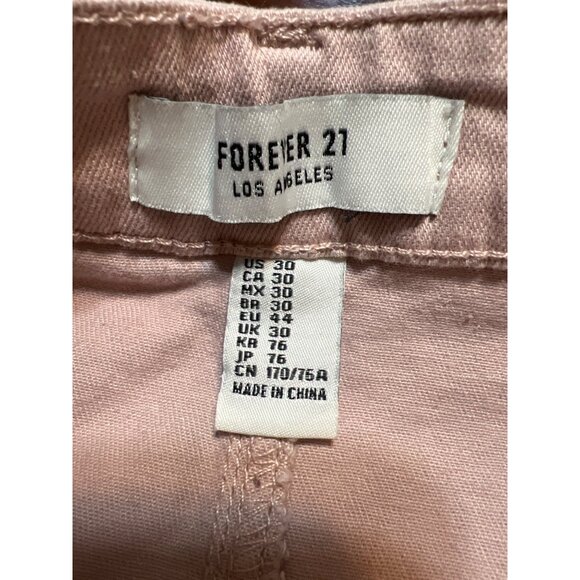 FOREVER 21
LOS ANGELES
US 30
CA 30
MX 30
BR 30
EU 44
UK 30
KR 76
JP 76
CN 170/76A
MADE IN CHINA